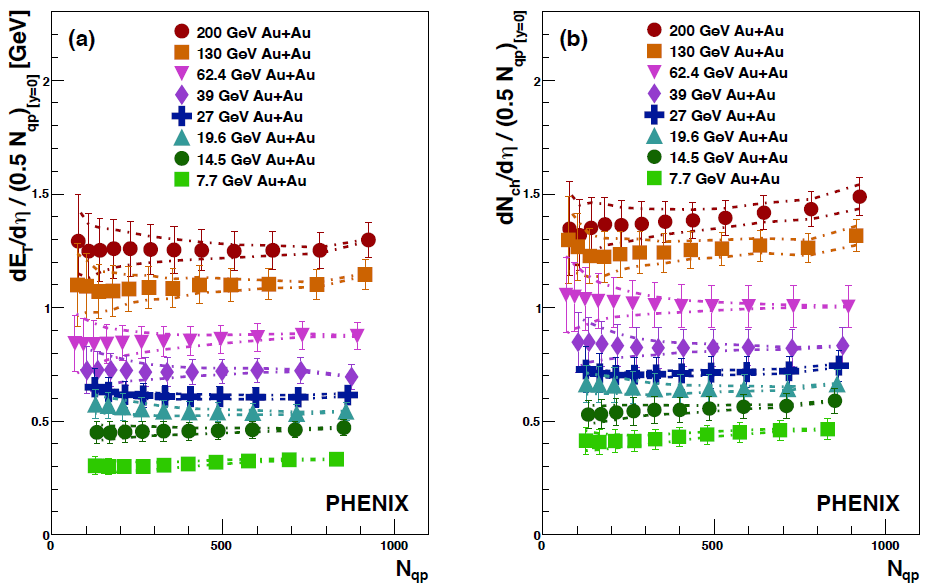 (a)
200 GeV Au+Au
130 GeV Au+Au
62.4 GeV Au+Au
39 GeV Au+Au
27 GeV Au+Au
19.6 GeV Au+Au
14.5 GeV Au+Au
7.7 GeV Au+Au
dE_T/dη / (0.5 N_qp)_[y=0] [GeV]
2
1.5
1
0.5
0
PHENIX
0
500
1000
N_qp
(b)
200 GeV Au+Au
130 GeV Au+Au
62.4 GeV Au+Au
39 GeV Au+Au
27 GeV Au+Au
19.6 GeV Au+Au
14.5 GeV Au+Au
7.7 GeV Au+Au
dN_ch/dη / (0.5 N_qp)_[y=0]
2
1.5
1
0.5
0
PHENIX
0
500
1000
N_qp